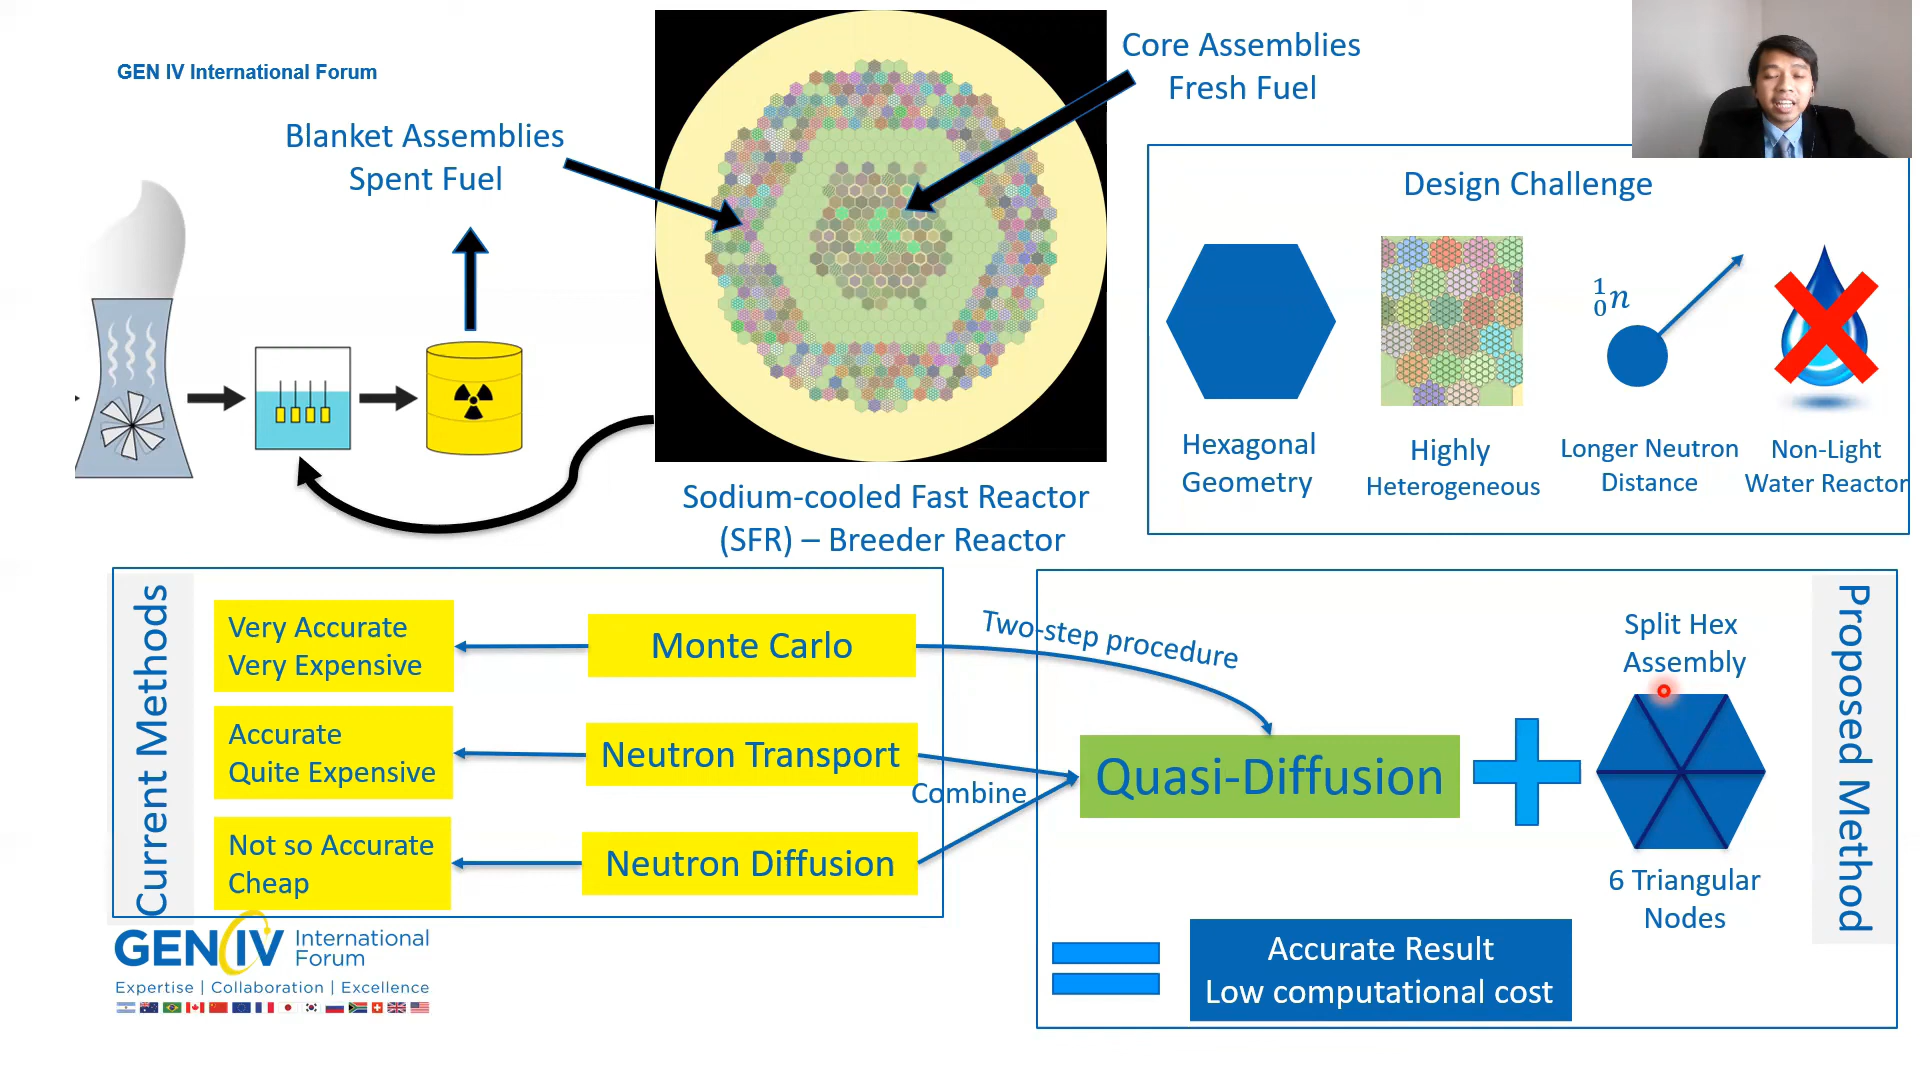 GEN IV International Forum
Blanket Assemblies
Spent Fuel
Core Assemblies
Fresh Fuel
Sodium-cooled Fast Reactor
(SFR) – Breeder Reactor
Design Challenge
1
0 n
Hexagonal
Geometry
Highly
Heterogeneous
Longer Neutron
Distance
Non-Light
Water Reactor
Current Methods
Very Accurate
Very Expensive
Monte Carlo
Accurate
Quite Expensive
Neutron Transport
Not so Accurate
Cheap
Neutron Diffusion
Two-step procedure
Combine
Quasi-Diffusion
Split Hex
Assembly
6 Triangular
Nodes
Proposed Method
Accurate Result
Low computational cost
GEN IV International
Forum
Expertise | Collaboration | Excellence